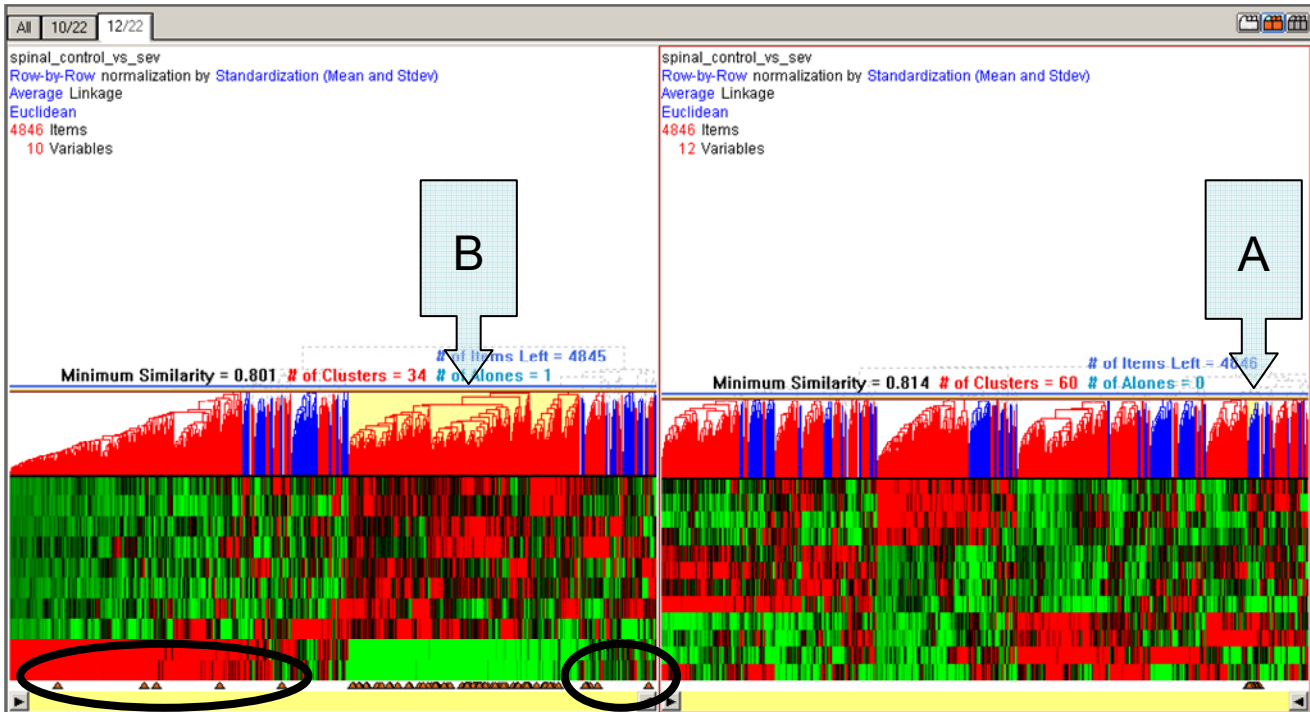 All 10/22 12/22
spinal_control_vs_sev
Row-by-Row normalization by Standardization (Mean and Stdev)
Average Linkage
Euclidean
4846 Items
10 Variables
B
# of Items Left = 4845
Minimum Similarity = 0.801 # of Clusters = 34 # of Alones = 1
spinal_control_vs_sev
Row-by-Row normalization by Standardization (Mean and Stdev)
Average Linkage
Euclidean
4846 Items
12 Variables
A
# of Items Left = 4846
Minimum Similarity = 0.814 # of Clusters = 60 # of Alones = 0